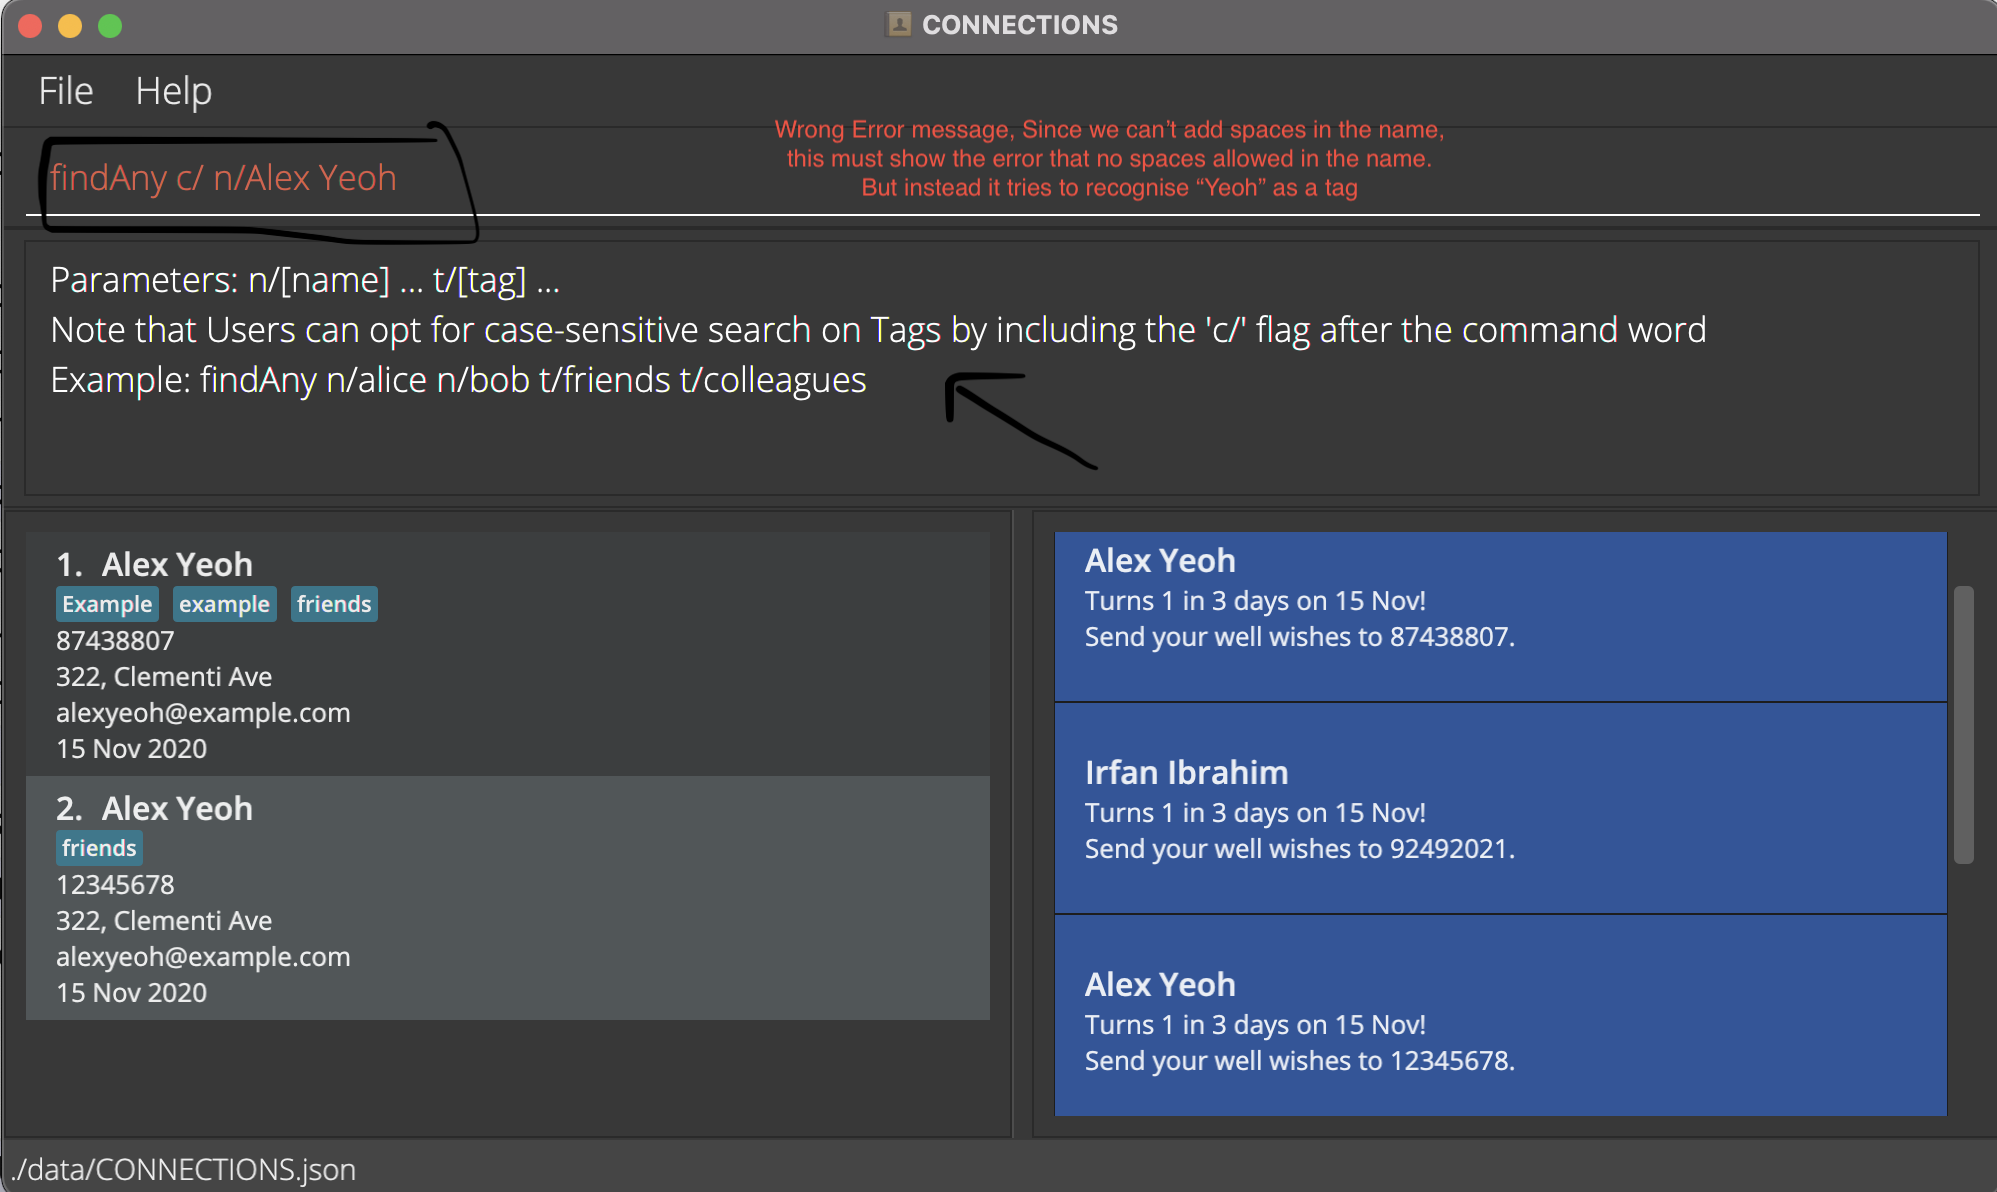 CONNECTIONS
File Help
Wrong Error message, Since we can't add spaces in the name,
this must show the error that no spaces allowed in the name.
But instead it tries to recognise “Yeoh” as a tag
findAny c/ n/Alex Yeoh
Parameters: n/[name] ... t/[tag] ...
Note that Users can opt for case-sensitive search on Tags by including the 'c/' flag after the command word
Example: findAny n/alice n/bob t/friends t/colleagues
1. Alex Yeoh
Example example friends
87438807
322, Clementi Ave
alexyeoh@example.com
15 Nov 2020
2. Alex Yeoh
friends
12345678
322, Clementi Ave
alexyeoh@example.com
15 Nov 2020
Alex Yeoh
Turns 1 in 3 days on 15 Nov!
Send your well wishes to 87438807.
Irfan Ibrahim
Turns 1 in 3 days on 15 Nov!
Send your well wishes to 92492021.
Alex Yeoh
Turns 1 in 3 days on 15 Nov!
Send your well wishes to 12345678.
./data/CONNECTIONS.json